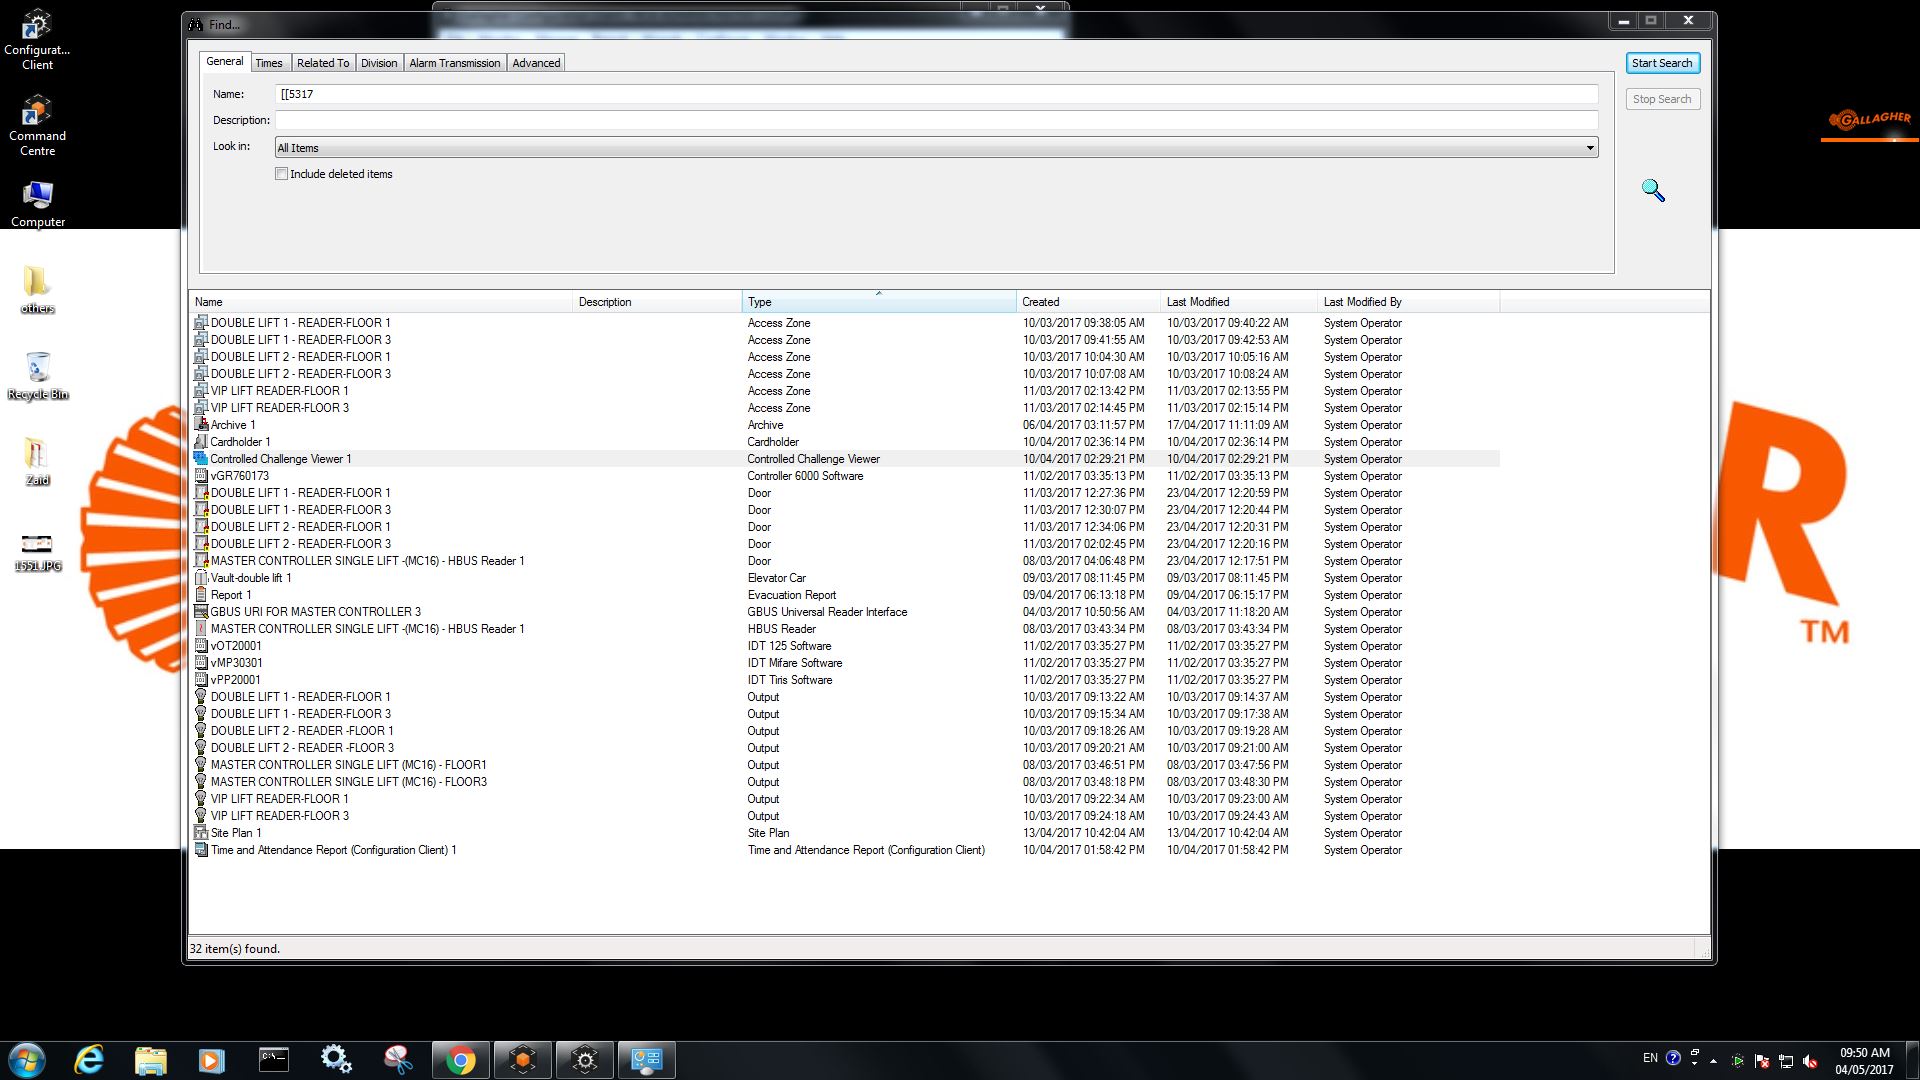 Find...
General Times Related To Division Alarm Transmission Advanced
Start Search
Stop Search
Name: [[5317
Description:
Look in: All Items
Include deleted items
Name Description Type Created Last Modified Last Modified By
DOUBLE LIFT 1 - READER-FLOOR 1 Access Zone 10/03/2017 09:38:05 AM 10/03/2017 09:40:22 AM System Operator
DOUBLE LIFT 1 - READER-FLOOR 3 Access Zone 10/03/2017 09:41:55 AM 10/03/2017 09:42:53 AM System Operator
DOUBLE LIFT 2 - READER-FLOOR 1 Access Zone 10/03/2017 10:04:30 AM 10/03/2017 10:05:16 AM System Operator
DOUBLE LIFT 2 - READER-FLOOR 3 Access Zone 10/03/2017 10:07:08 AM 10/03/2017 10:08:24 AM System Operator
VIP LIFT READER-FLOOR 1 Access Zone 11/03/2017 02:13:42 PM 11/03/2017 02:13:55 PM System Operator
VIP LIFT READER-FLOOR 3 Access Zone 11/03/2017 02:14:45 PM 11/03/2017 02:15:14 PM System Operator
Archive 1 Archive 06/04/2017 03:11:57 PM 17/04/2017 11:11:09 AM System Operator
Cardholder 1 Cardholder 10/04/2017 02:36:14 PM 10/04/2017 02:36:14 PM System Operator
Controlled Challenge Viewer 1 Controlled Challenge Viewer 10/04/2017 02:29:21 PM 10/04/2017 02:29:21 PM System Operator
vGR760173 Controller 6000 Software 11/02/2017 03:35:13 PM 11/02/2017 03:35:13 PM System Operator
DOUBLE LIFT 1 - READER-FLOOR 1 Door 11/03/2017 12:27:36 PM 23/04/2017 12:20:59 PM System Operator
DOUBLE LIFT 1 - READER-FLOOR 3 Door 11/03/2017 12:30:07 PM 23/04/2017 12:20:44 PM System Operator
DOUBLE LIFT 2 - READER-FLOOR 1 Door 11/03/2017 12:34:06 PM 23/04/2017 12:20:31 PM System Operator
DOUBLE LIFT 2 - READER-FLOOR 3 Door 11/03/2017 02:02:45 PM 23/04/2017 12:20:16 PM System Operator
MASTER CONTROLLER SINGLE LIFT -(MC16) - HBUS Reader 1 Door 08/03/2017 04:06:48 PM 23/04/2017 12:17:51 PM System Operator
Vault-double lift 1 Elevator Car 09/03/2017 08:11:45 PM 09/03/2017 08:11:45 PM System Operator
Report 1 Evacuation Report 09/04/2017 06:13:18 PM 09/04/2017 06:15:17 PM System Operator
GBUS URI FOR MASTER CONTROLLER 3 GBUS Universal Reader Interface 04/03/2017 10:50:56 AM 04/03/2017 11:18:20 AM System Operator
MASTER CONTROLLER SINGLE LIFT -(MC16) - HBUS Reader 1 HBUS Reader 08/03/2017 03:43:34 PM 08/03/2017 03:43:34 PM System Operator
vOT20001 IDT 125 Software 11/02/2017 03:35:27 PM 11/02/2017 03:35:27 PM System Operator
vMP30301 IDT Mifare Software 11/02/2017 03:35:27 PM 11/02/2017 03:35:27 PM System Operator
vPP20001 IDT Tiris Software 11/02/2017 03:35:27 PM 11/02/2017 03:35:27 PM System Operator
DOUBLE LIFT 1 - READER-FLOOR 1 Output 10/03/2017 09:13:22 AM 10/03/2017 09:14:37 AM System Operator
DOUBLE LIFT 1 - READER-FLOOR 3 Output 10/03/2017 09:15:34 AM 10/03/2017 09:17:38 AM System Operator
DOUBLE LIFT 2 - READER -FLOOR 1 Output 10/03/2017 09:18:26 AM 10/03/2017 09:19:28 AM System Operator
DOUBLE LIFT 2 - READER -FLOOR 3 Output 10/03/2017 09:20:21 AM 10/03/2017 09:21:00 AM System Operator
MASTER CONTROLLER SINGLE LIFT (MC16) - FLOOR1 Output 08/03/2017 03:46:51 PM 08/03/2017 03:47:56 PM System Operator
MASTER CONTROLLER SINGLE LIFT (MC16) - FLOOR3 Output 08/03/2017 03:48:18 PM 08/03/2017 03:48:30 PM System Operator
VIP LIFT READER-FLOOR 1 Output 10/03/2017 09:22:34 AM 10/03/2017 09:23:00 AM System Operator
VIP LIFT READER-FLOOR 3 Output 10/03/2017 09:24:18 AM 10/03/2017 09:24:43 AM System Operator
Site Plan 1 Site Plan 13/04/2017 10:42:04 AM 13/04/2017 10:42:04 AM System Operator
Time and Attendance Report (Configuration Client) 1 Time and Attendance Report (Configuration Client) 10/04/2017 01:58:42 PM 10/04/2017 01:58:42 PM System Operator
32 item(s) found.
Configurat...
Client
Command
Centre
Computer
others
Recycle Bin
Zaid
1551.JPG
GALLAGHER
R
TM
C:\
EN
09:50 AM
04/05/2017